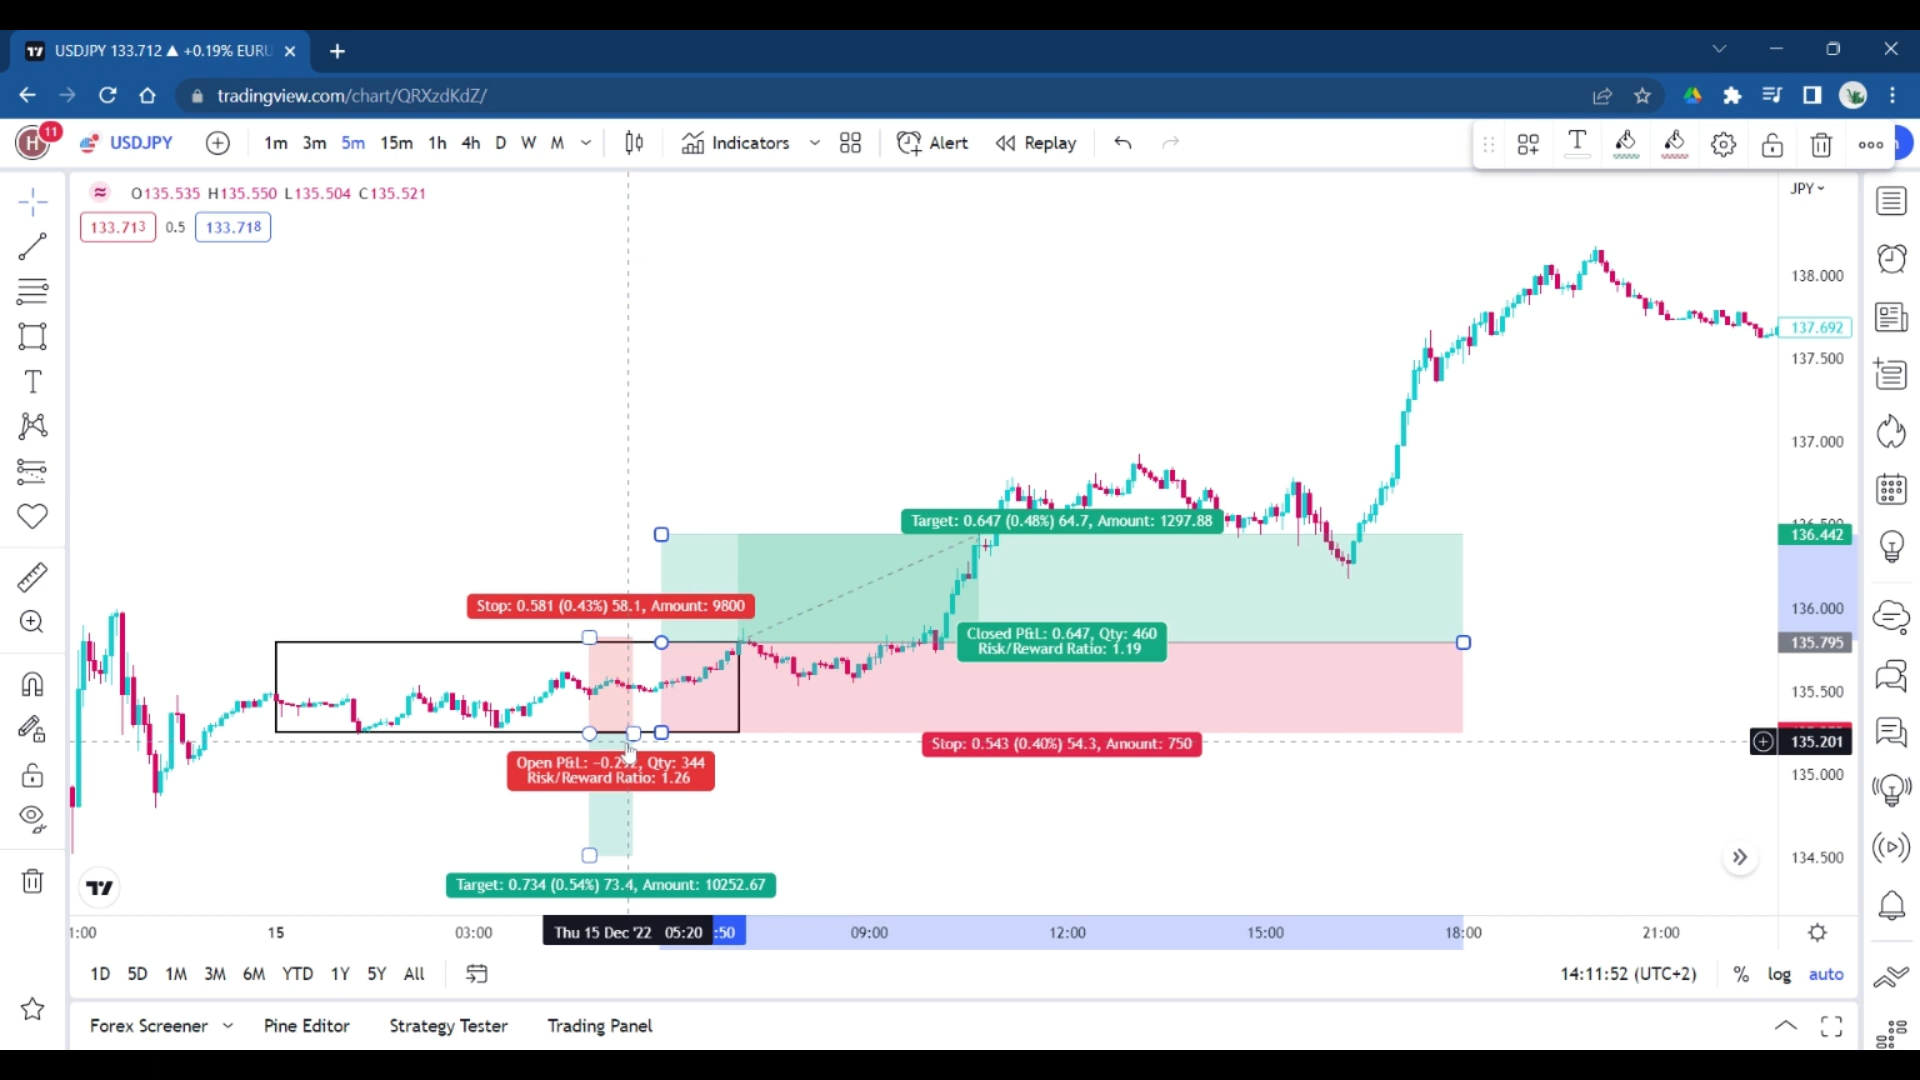 USDJPY 133.712 ▲ +0.19% EURU
tradingview.com/chart/QRXzdKdZ/
H 11 USDJPY 1m 3m 5m 15m 1h 4h D W M Indicators Alert Replay
O135.535 H135.550 L135.504 C135.521
JPY
133.713 0.5 133.718
138.000
137.692
137.500
137.000
Target: 0.647 (0.48%) 64.7, Amount: 1297.88
136.442
Stop: 0.581 (0.43%) 58.1, Amount: 9800
136.000
Closed P&L: 0.647, Qty: 460
Risk/Reward Ratio: 1.19
135.795
135.500
Stop: 0.543 (0.40%) 54.3, Amount: 750
135.201
Open P&L: −0.292, Qty: 344
Risk/Reward Ratio: 1.26
135.000
134.500
Target: 0.734 (0.54%) 73.4, Amount: 10252.67
1:00 15 03:00 Thu 15 Dec '22 05:20 :50 09:00 12:00 15:00 18:00 21:00
1D 5D 1M 3M 6M YTD 1Y 5Y All 14:11:52 (UTC+2) % log auto
Forex Screener Pine Editor Strategy Tester Trading Panel